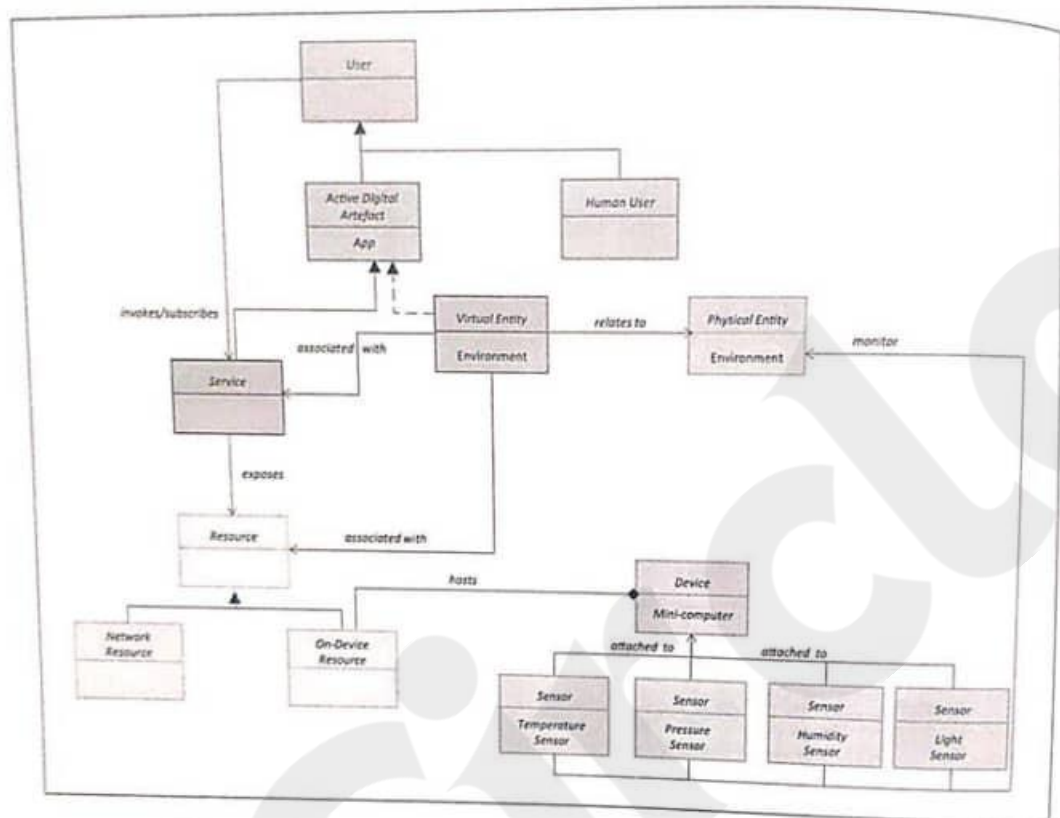 User
Active Digital
Artefact
App
Human User
invokes/subscribes
associated with
Virtual Entity
Environment
relates to
Physical Entity
Environment
monitor
Service
exposes
Resource
associated with
hosts
Device
Mini-computer
Network
Resource
On-Device
Resource
attached to
attached to
Sensor
Temperature
Sensor
Sensor
Pressure
Sensor
Sensor
Humidity
Sensor
Sensor
Light
Sensor